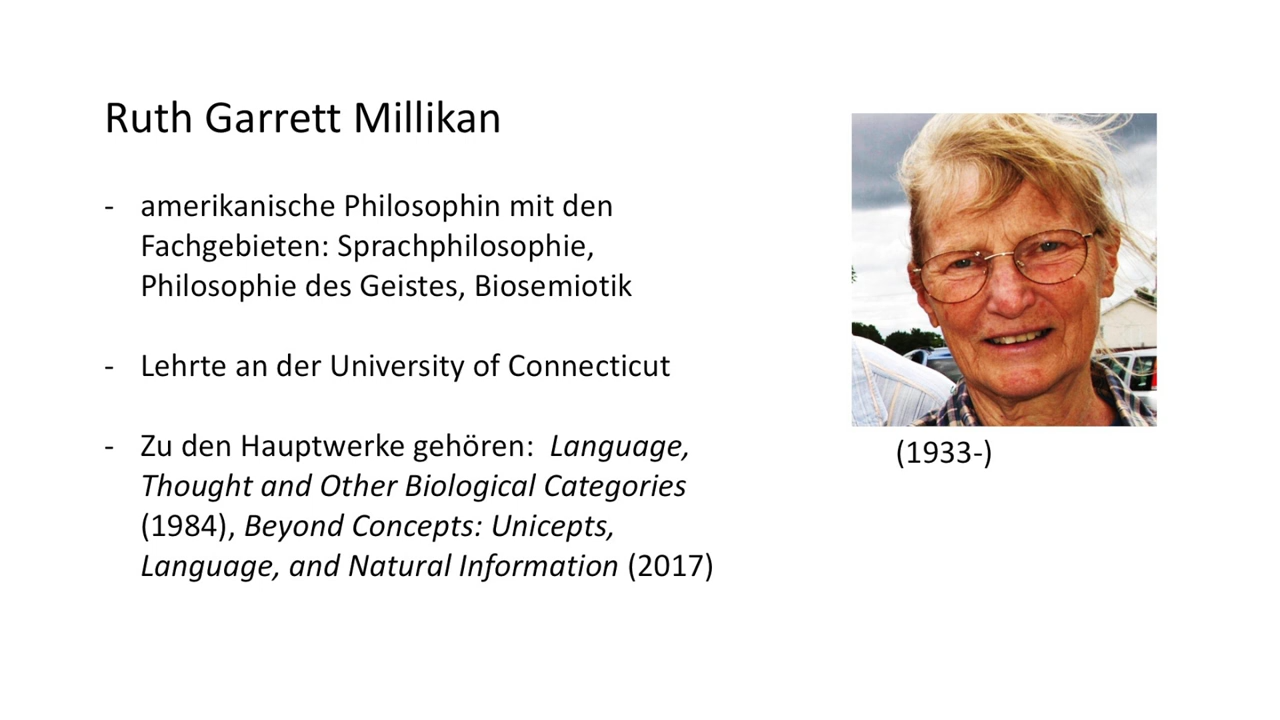 Ruth Garrett Millikan
- amerikanische Philosophin mit den
Fachgebieten: Sprachphilosophie,
Philosophie des Geistes, Biosemiotik
- Lehrte an der University of Connecticut
- Zu den Hauptwerke gehören: Language,
Thought and Other Biological Categories
(1984), Beyond Concepts: Unicepts,
Language, and Natural Information (2017)
(1933-)